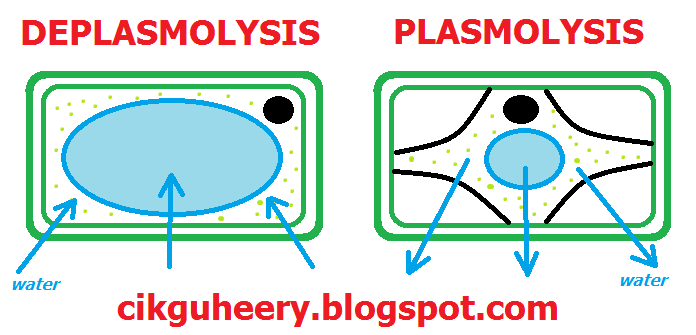 DEPLASMOLYSIS
PLASMOLYSIS
water
water
cikguheery.blogspot.com